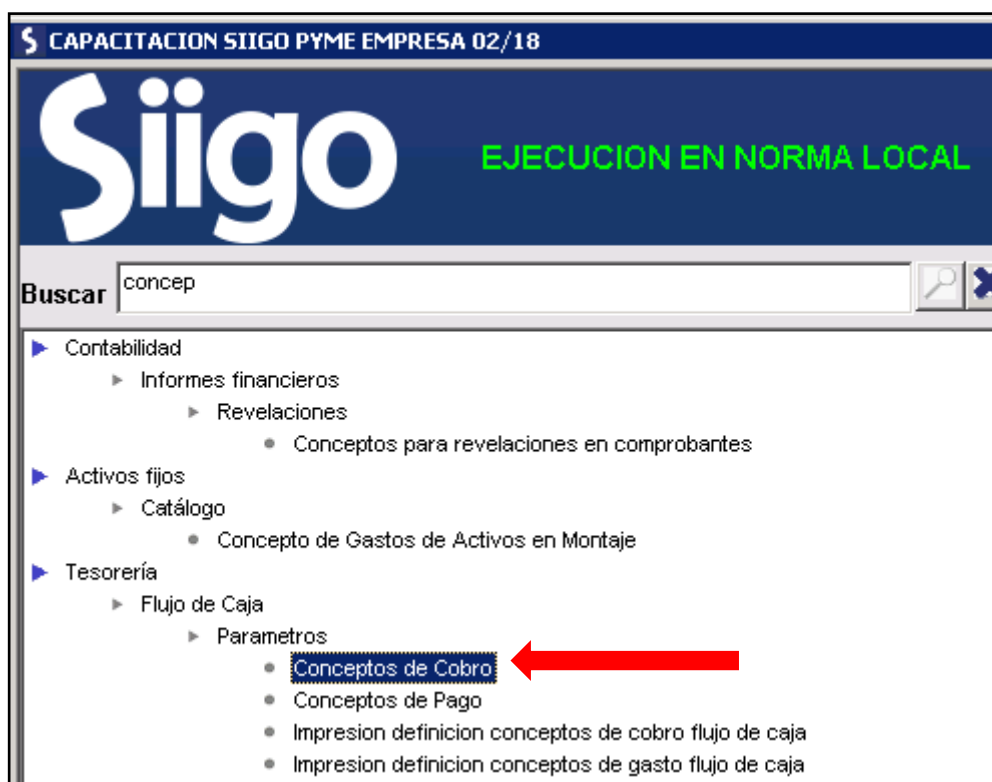 CAPACITACION SIIGO PYME EMPRESA 02/18
Siigo
EJECUCION EN NORMA LOCAL
Buscar concep
Contabilidad
Informes financieros
Revelaciones
Conceptos para revelaciones en comprobantes
Activos fijos
Catálogo
Concepto de Gastos de Activos en Montaje
Tesorería
Flujo de Caja
Parametros
Conceptos de Cobro
Conceptos de Pago
Impresion definicion conceptos de cobro flujo de caja
Impresion definicion conceptos de gasto flujo de caja